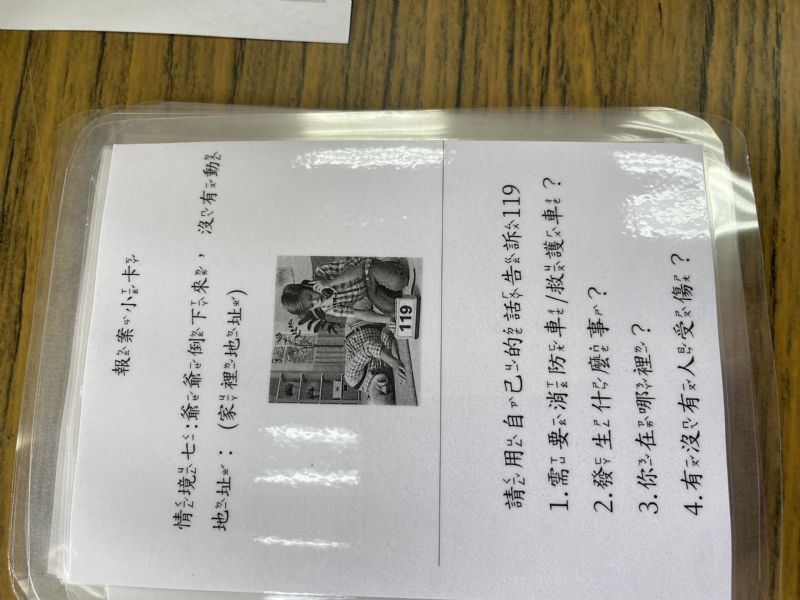 報案小卡
情境七:爺爺倒下來，沒有動
地址：(家裡地址)
119
請用自己的話告訴119
1.需要消防車/救護車？
2.發生什麼事？
3.你在哪裡？
4.有沒有人受傷？